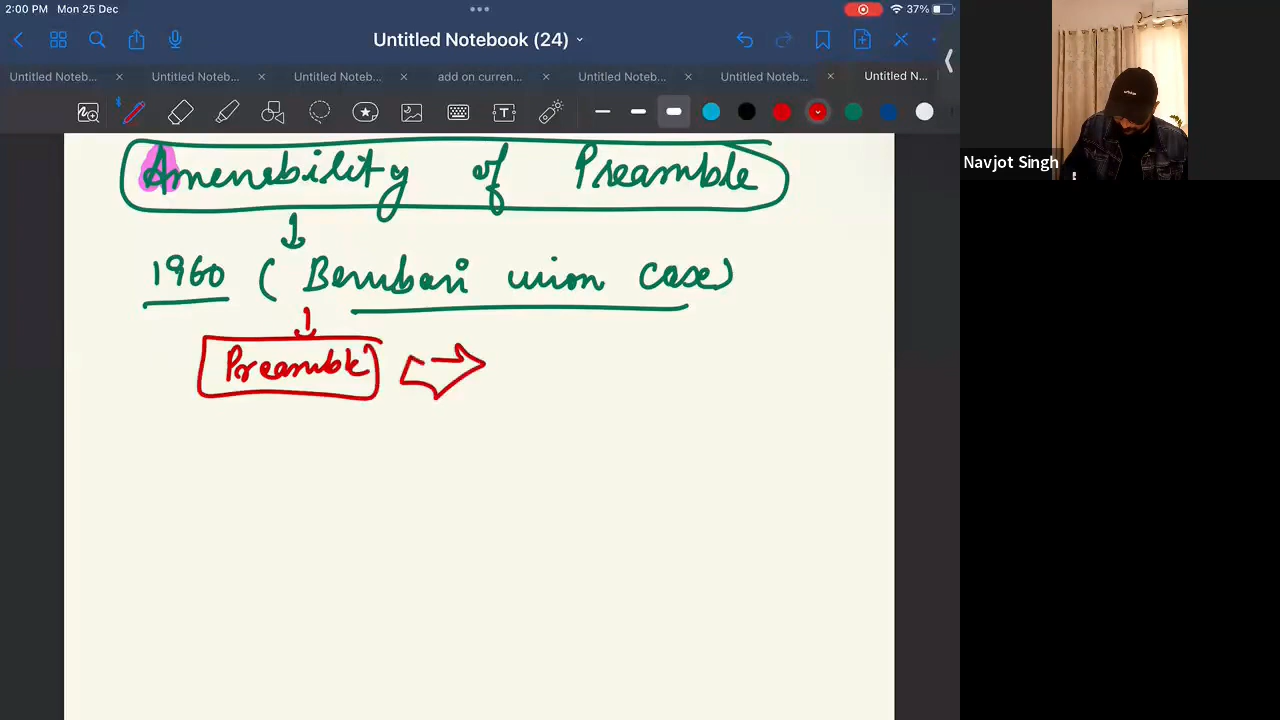 2:00 PM Mon 25 Dec
37%
Untitled Notebook (24)
Untitled Noteb...
Untitled Noteb...
Untitled Noteb...
add on curren...
Untitled Noteb...
Untitled Noteb...
Untitled N...
Amenability of Preamble
1960 ( Berubari union case)
Preamble
Navjot Singh